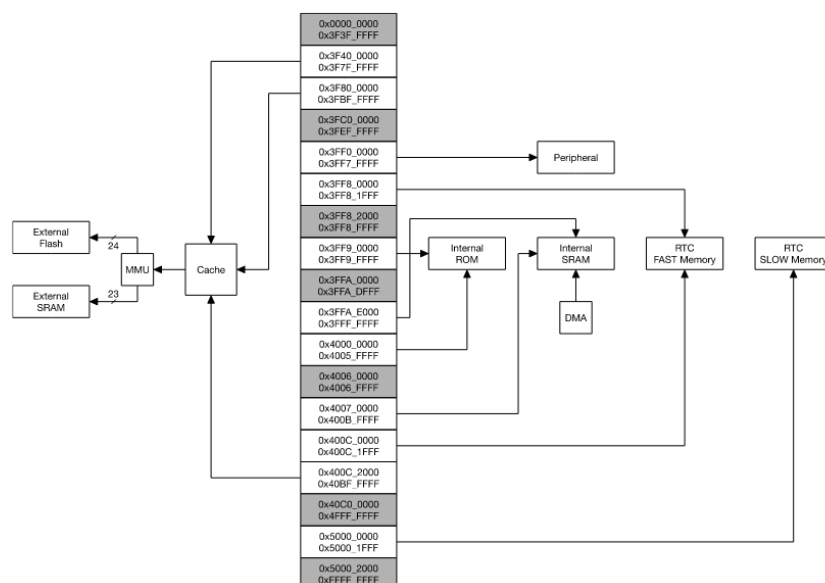 0x0000_0000
0x3F3F_FFFF
0x3F40_0000
0x3F7F_FFFF
0x3F80_0000
0x3FBF_FFFF
0x3FC0_0000
0x3FEF_FFFF
0x3FF0_0000
0x3FF7_FFFF
Peripheral
0x3FF8_0000
0x3FF8_1FFF
0x3FF8_2000
0x3FF8_FFFF
External
Flash
24
MMU
Cache
External
SRAM
23
0x3FF9_0000
0x3FF9_FFFF
Internal
ROM
Internal
SRAM
RTC
FAST Memory
RTC
SLOW Memory
0x3FFA_0000
0x3FFA_DFFF
0x3FFA_E000
0x3FFF_FFFF
DMA
0x4000_0000
0x4005_FFFF
0x4006_0000
0x4006_FFFF
0x4007_0000
0x400B_FFFF
0x400C_0000
0x400C_1FFF
0x400C_2000
0x40BF_FFFF
0x40C0_0000
0x4FFF_FFFF
0x5000_0000
0x5000_1FFF
0x5000_2000
0xFFFF_FFFF